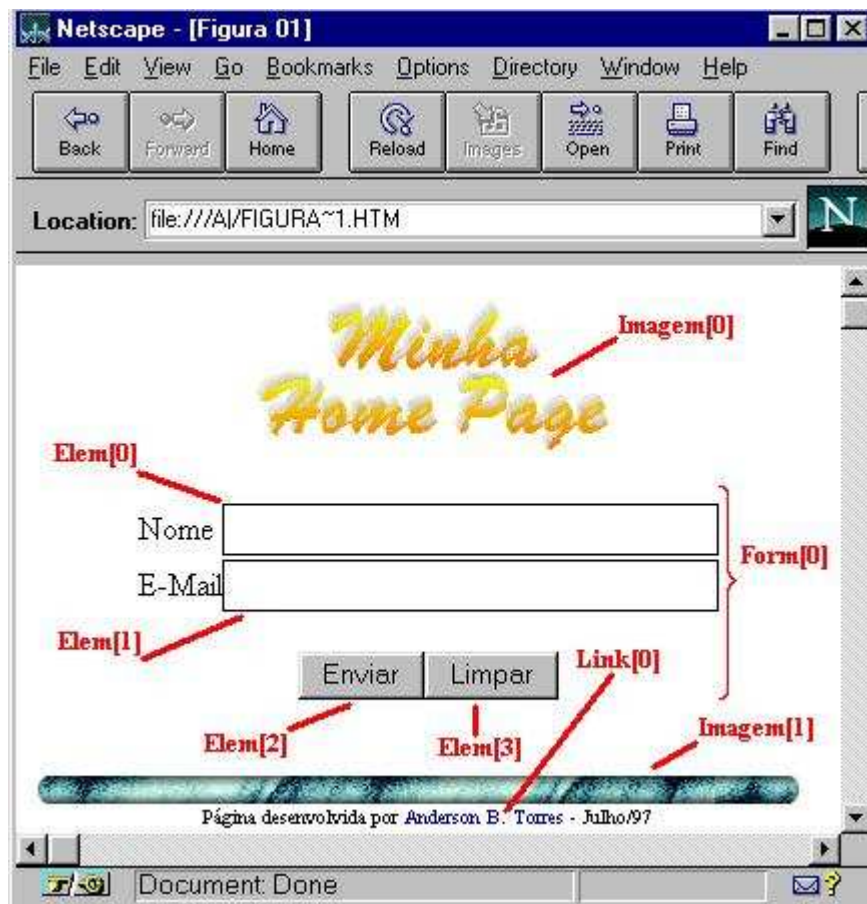 Netscape - [Figura 01]
File Edit View Go Bookmarks Options Directory Window Help
Back Forward Home Reload Images Open Print Find
Location: file:///A|/FIGURA~1.HTM
N
Minha
Home Page
Imagem[0]
Elem[0]
Nome
Form[0]
E-Mail
Elem[1]
Enviar Limpar
Link[0]
Elem[2]
Elem[3]
Imagem[1]
Página desenvolvida por Anderson B. Torres - Julho/97
Document: Done
?